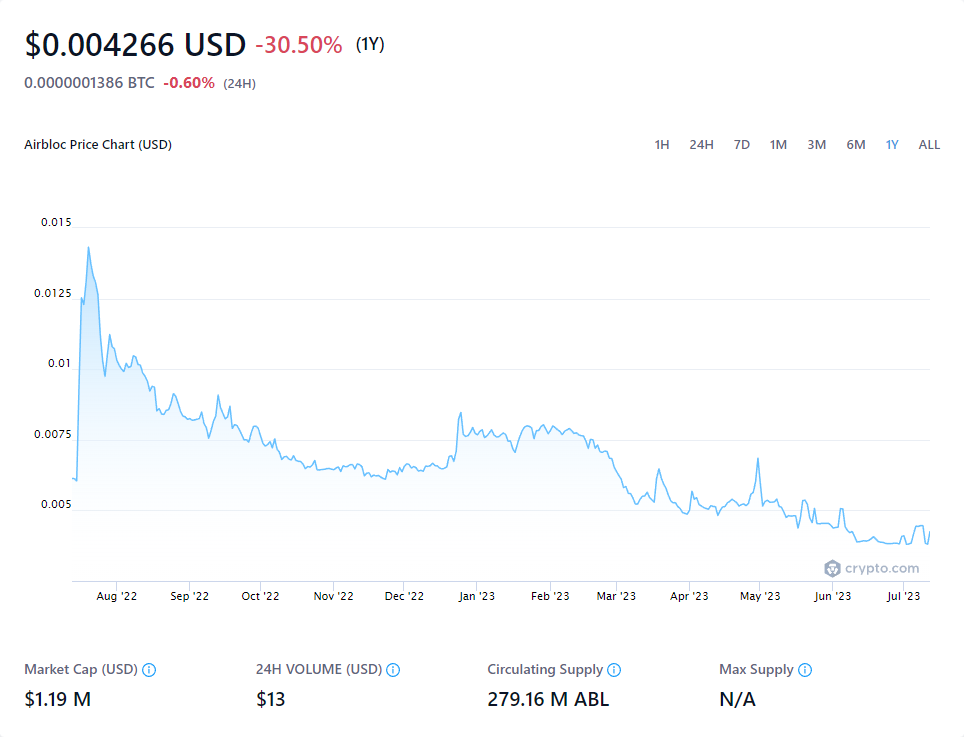 $0.004266 USD -30.50% (1Y)
0.0000001386 BTC -0.60% (24H)
Airbloc Price Chart (USD) 1H 24H 7D 1M 3M 6M 1Y ALL
0.015
0.0125
0.01
0.0075
0.005
crypto.com
Aug '22 Sep '22 Oct '22 Nov '22 Dec '22 Jan '23 Feb '23 Mar '23 Apr '23 May '23 Jun '23 Jul '23
Market Cap (USD) 24H VOLUME (USD) Circulating Supply Max Supply
$1.19 M $13 279.16 M ABL N/A